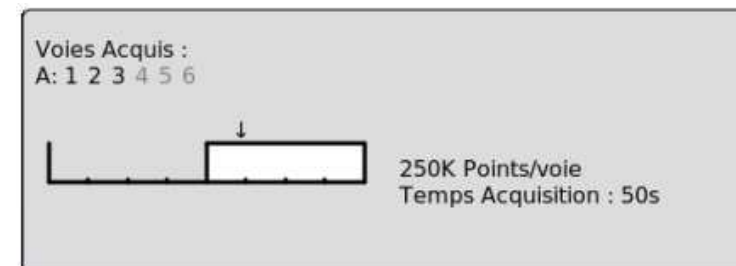 Voies Acquis :
A: 1 2 3 4 5 6
↓
250K Points/voie
Temps Acquisition : 50s